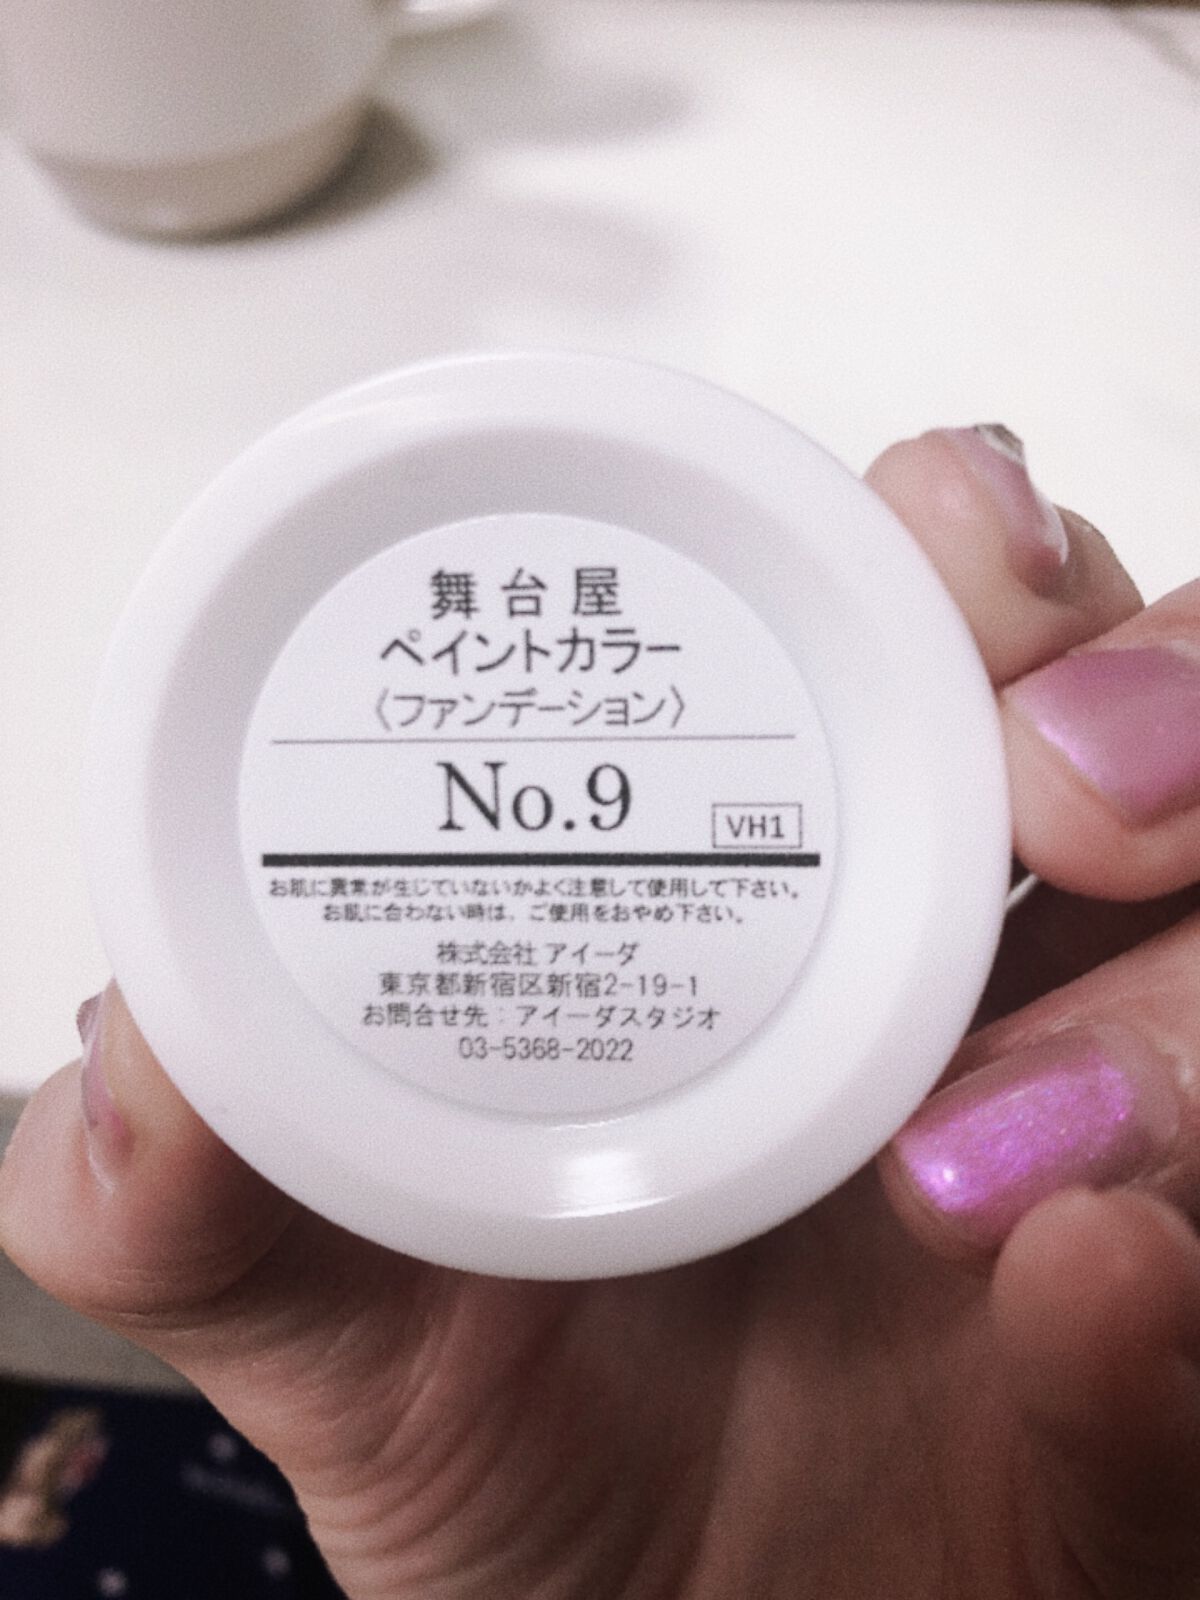 舞台屋
ペイントカラー
〈ファンデーション〉
No.9
VH1
お肌に異常が生じていないかよく注意して使用して下さい。
お肌に合わない時は、ご使用をおやめ下さい。
株式会社 アイーダ
東京都新宿区新宿2-19-1
お問合せ先：アイーダスタジオ
03-5368-2022